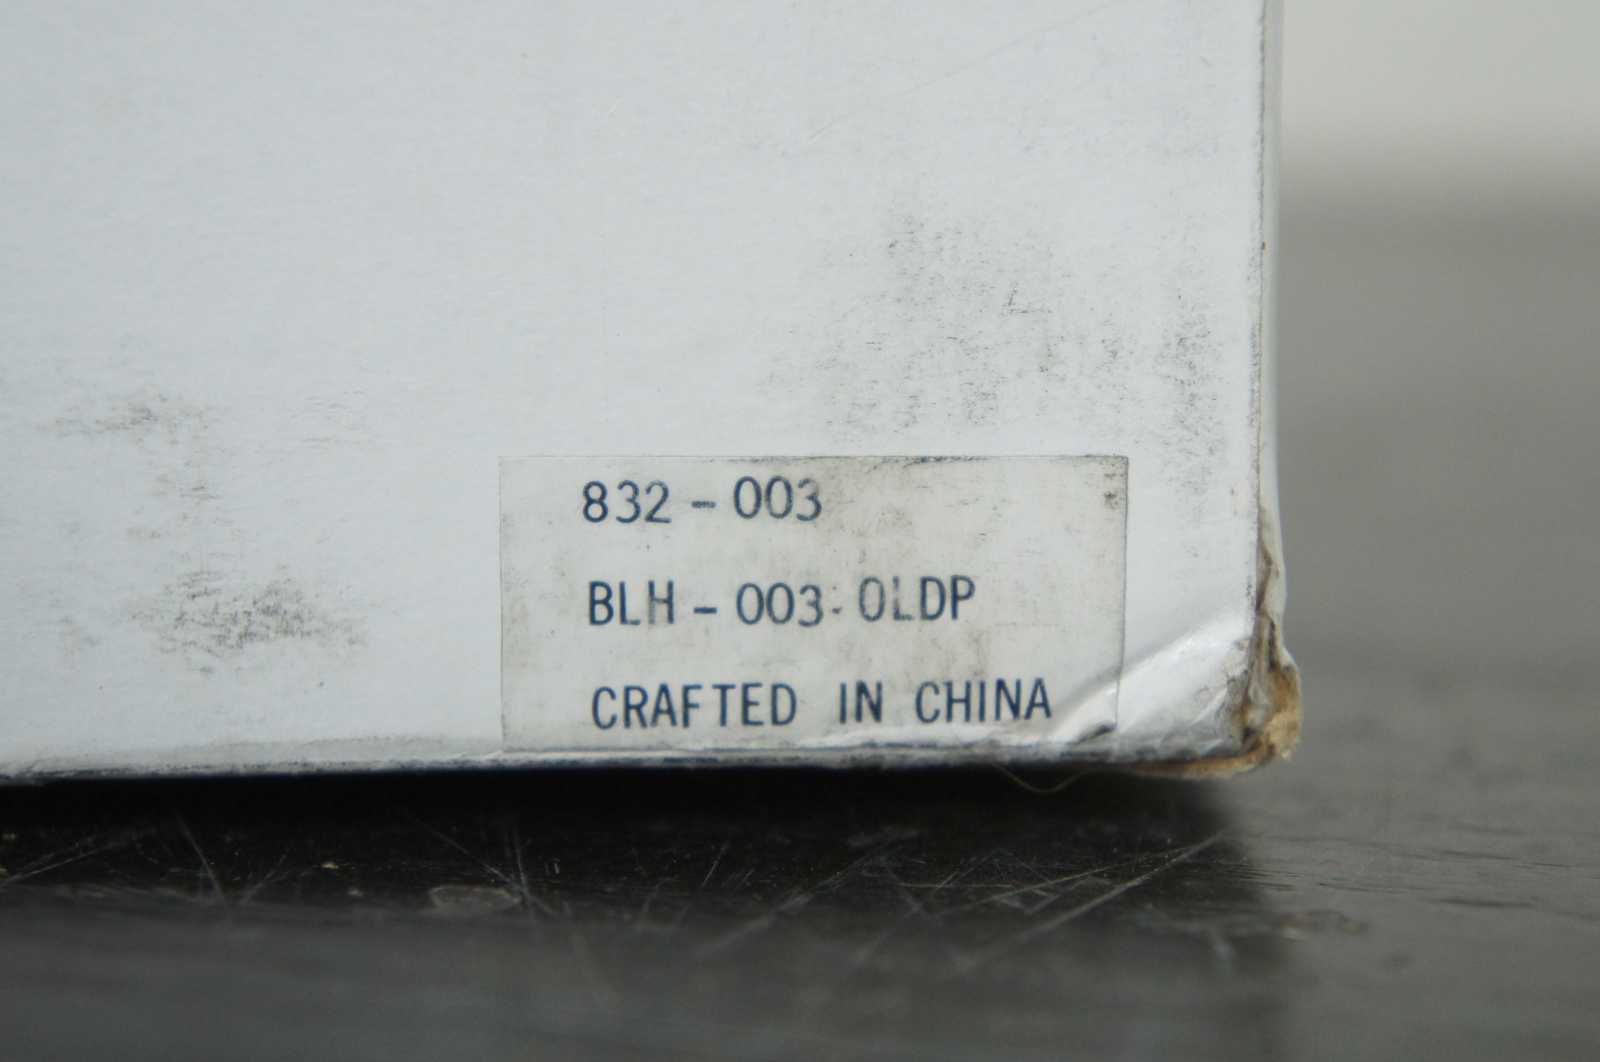 832-003
BLH-003-OLDP
CRAFTED IN CHINA